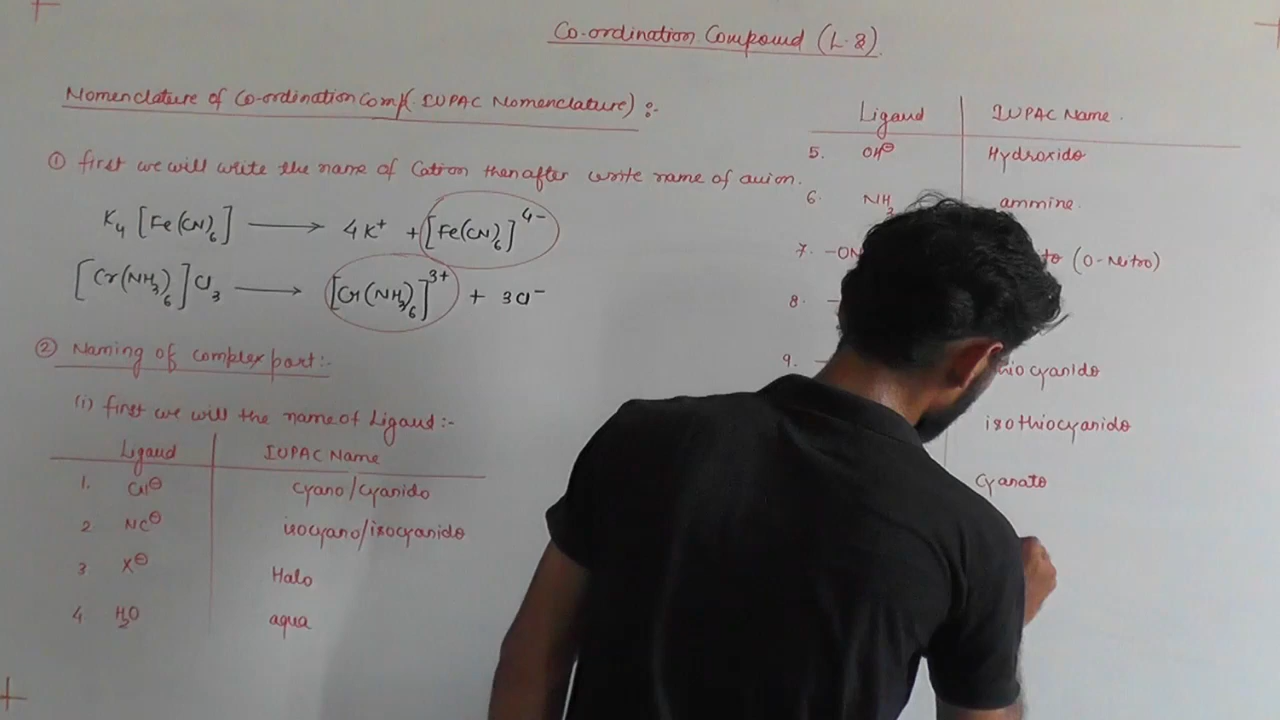 Co-ordination Compound (L-8)
Nomenclature of Co-ordination Comp(IUPAC Nomenclature) :-
① first we will write the name of Cation then after write name of anion.
K₄[Fe(CN)₆] ⟶ 4K⁺ + [Fe(CN)₆]⁴⁻
[Cr(NH₃)₆]Cl₃ ⟶ [Cr(NH₃)₆]³⁺ + 3Cl⁻
② Naming of complex part:-
(i) first we will the name of Ligand:-
Ligand IUPAC Name
1. CN⊖ Cyano/Cyanido
2 NC⊖ isocyano/isocyanido
3 X⊖ Halo
4 H₂O aqua
Ligand IUPAC Name.
5. OH⊖ Hydroxido
6. NH₃ ammine.
7. (O-Nitro)
8.
9.
isothiocyanido
Cyanato